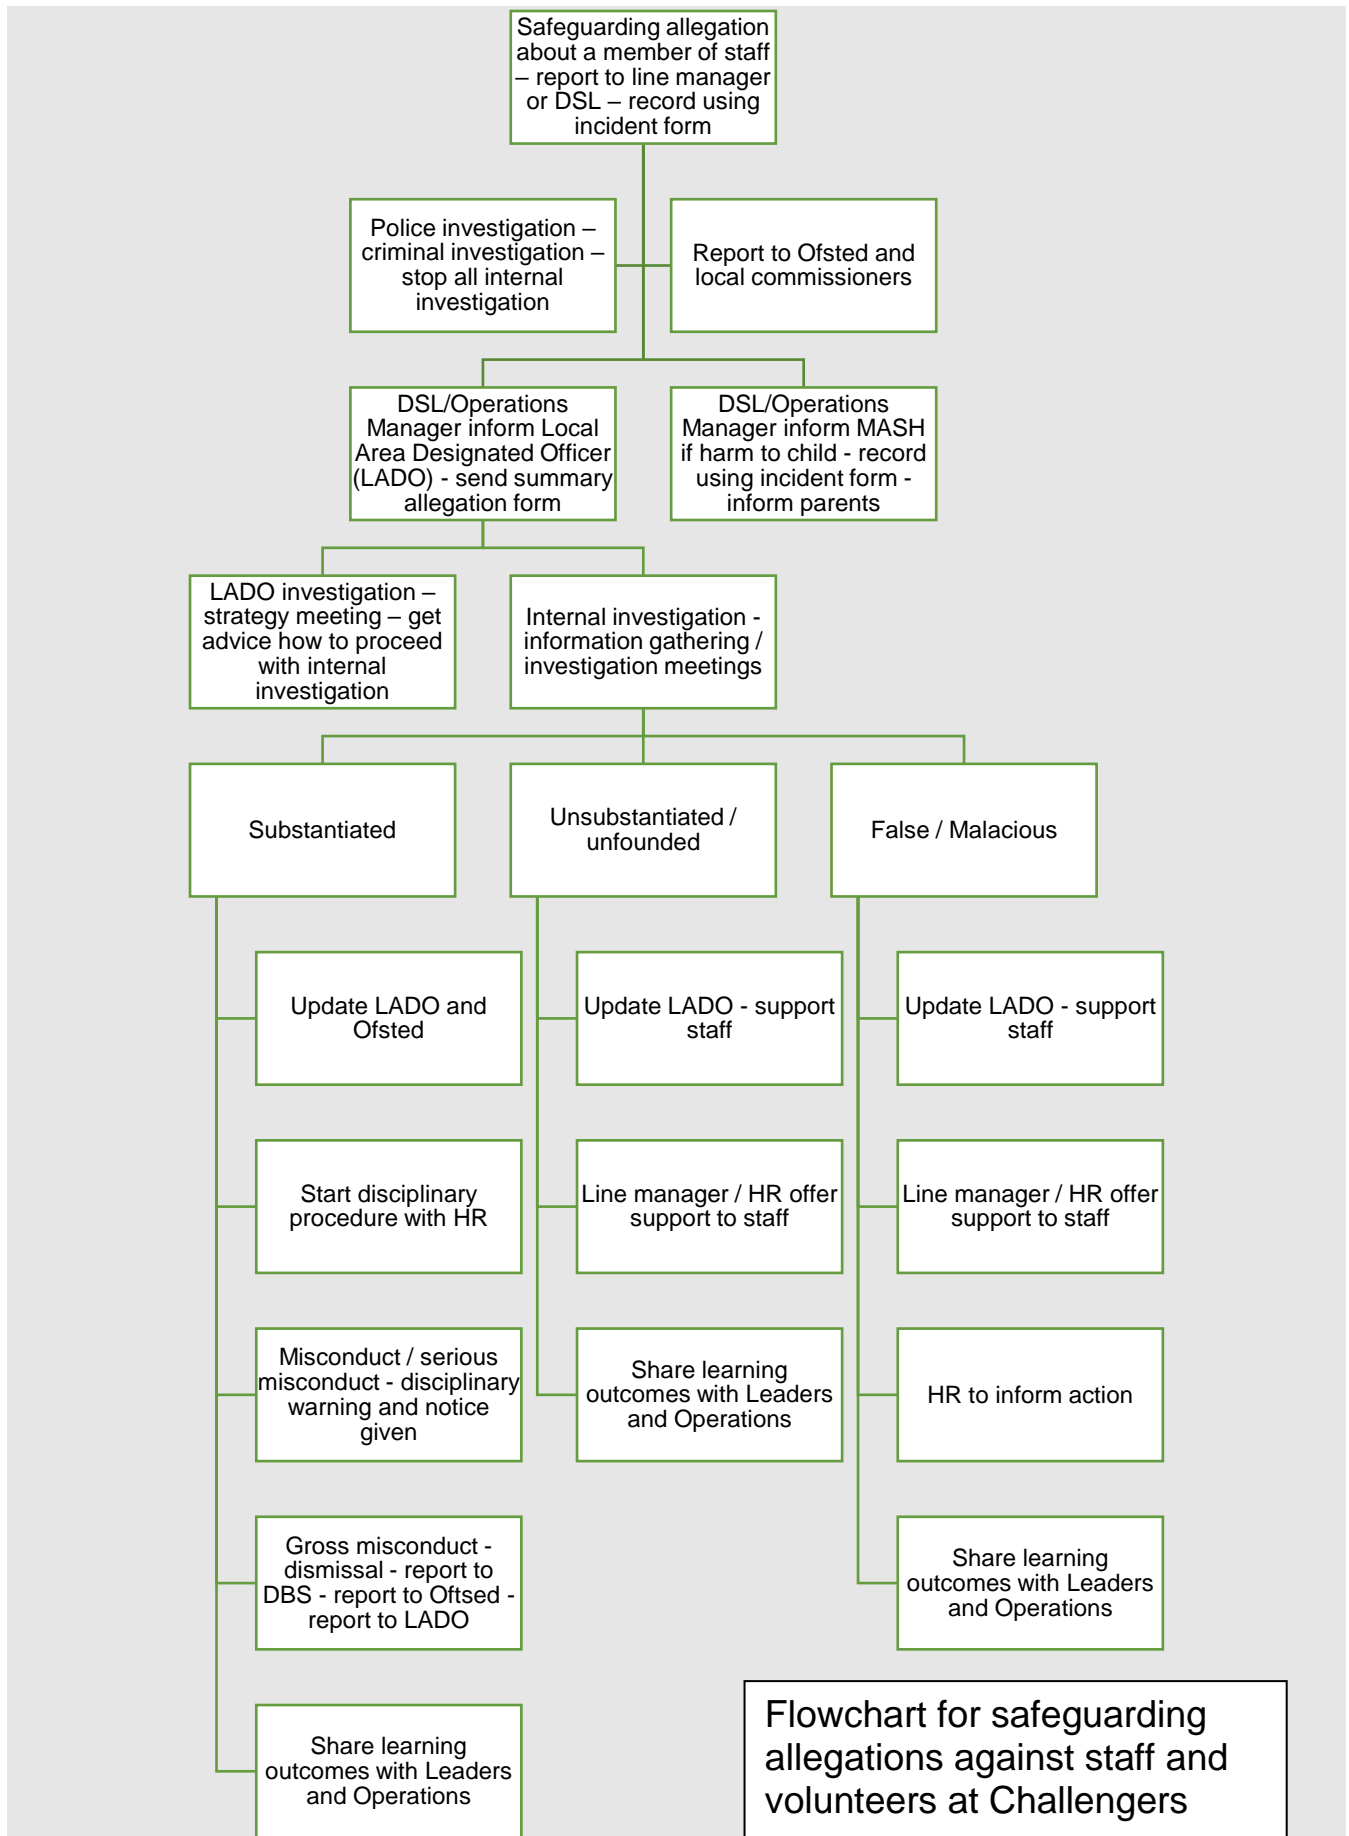 Safeguarding allegation
about a member of staff
– report to line manager
or DSL – record using
incident form
Police investigation –
criminal investigation –
stop all internal
investigation
Report to Ofsted and
local commissioners
DSL/Operations
Manager inform Local
Area Designated Officer
(LADO) - send summary
allegation form
DSL/Operations
Manager inform MASH
if harm to child - record
using incident form -
inform parents
LADO investigation –
strategy meeting – get
advice how to proceed
with internal
investigation
Internal investigation -
information gathering /
investigation meetings
Substantiated
Unsubstantiated /
unfounded
False / Malacious
Update LADO and
Ofsted
Update LADO - support
staff
Update LADO - support
staff
Start disciplinary
procedure with HR
Line manager / HR offer
support to staff
Line manager / HR offer
support to staff
Misconduct / serious
misconduct - disciplinary
warning and notice
given
Share learning
outcomes with Leaders
and Operations
HR to inform action
Gross misconduct -
dismissal - report to
DBS - report to Oftsed -
report to LADO
Share learning
outcomes with Leaders
and Operations
Share learning
outcomes with Leaders
and Operations
Flowchart for safeguarding
allegations against staff and
volunteers at Challengers